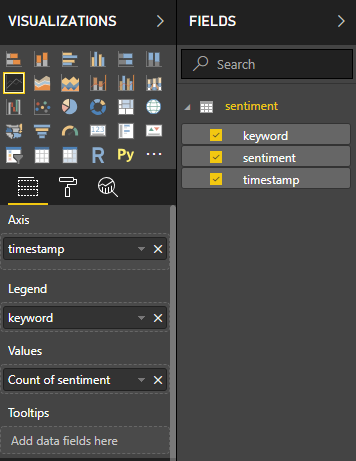 VISUALIZATIONS
FIELDS
Search
sentiment
keyword
sentiment
timestamp
123
R
Py
Axis
timestamp
Legend
keyword
Values
Count of sentiment
Tooltips
Add data fields here